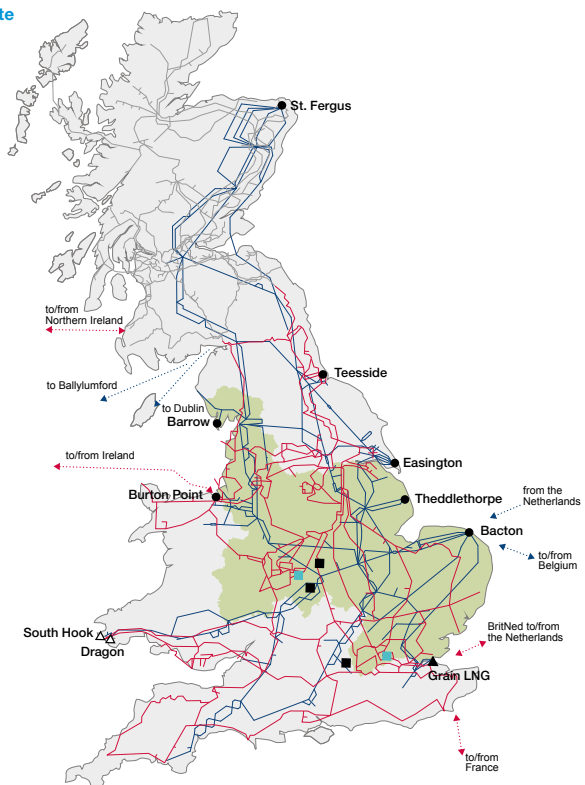 te
St. Fergus
to/from
Northern Ireland
Teesside
to Ballylumford
to Dublin
Barrow
to/from Ireland
Easington
Burton Point
Theddlethorpe
from the
Netherlands
Bacton
to/from
Belgium
South Hook
Dragon
BritNed to/from
the Netherlands
Grain LNG
to/from
France